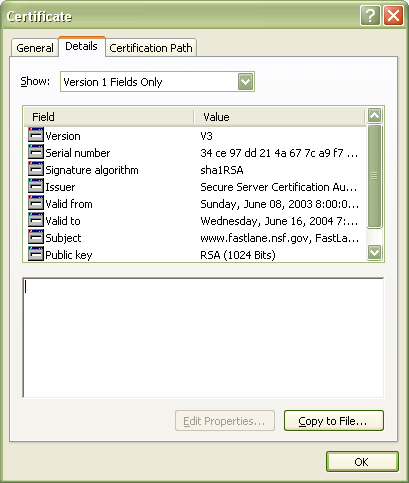 Certificate
General Details Certification Path
Show: Version 1 Fields Only
Field Value
Version V3
Serial number 34 ce 97 dd 21 4a 67 7c a9 f7 ...
Signature algorithm sha1RSA
Issuer Secure Server Certification Au...
Valid from Sunday, June 08, 2003 8:00:0...
Valid to Wednesday, June 16, 2004 7:...
Subject www.fastlane.nsf.gov, FastLa...
Public key RSA (1024 Bits)
Edit Properties... Copy to File...
OK